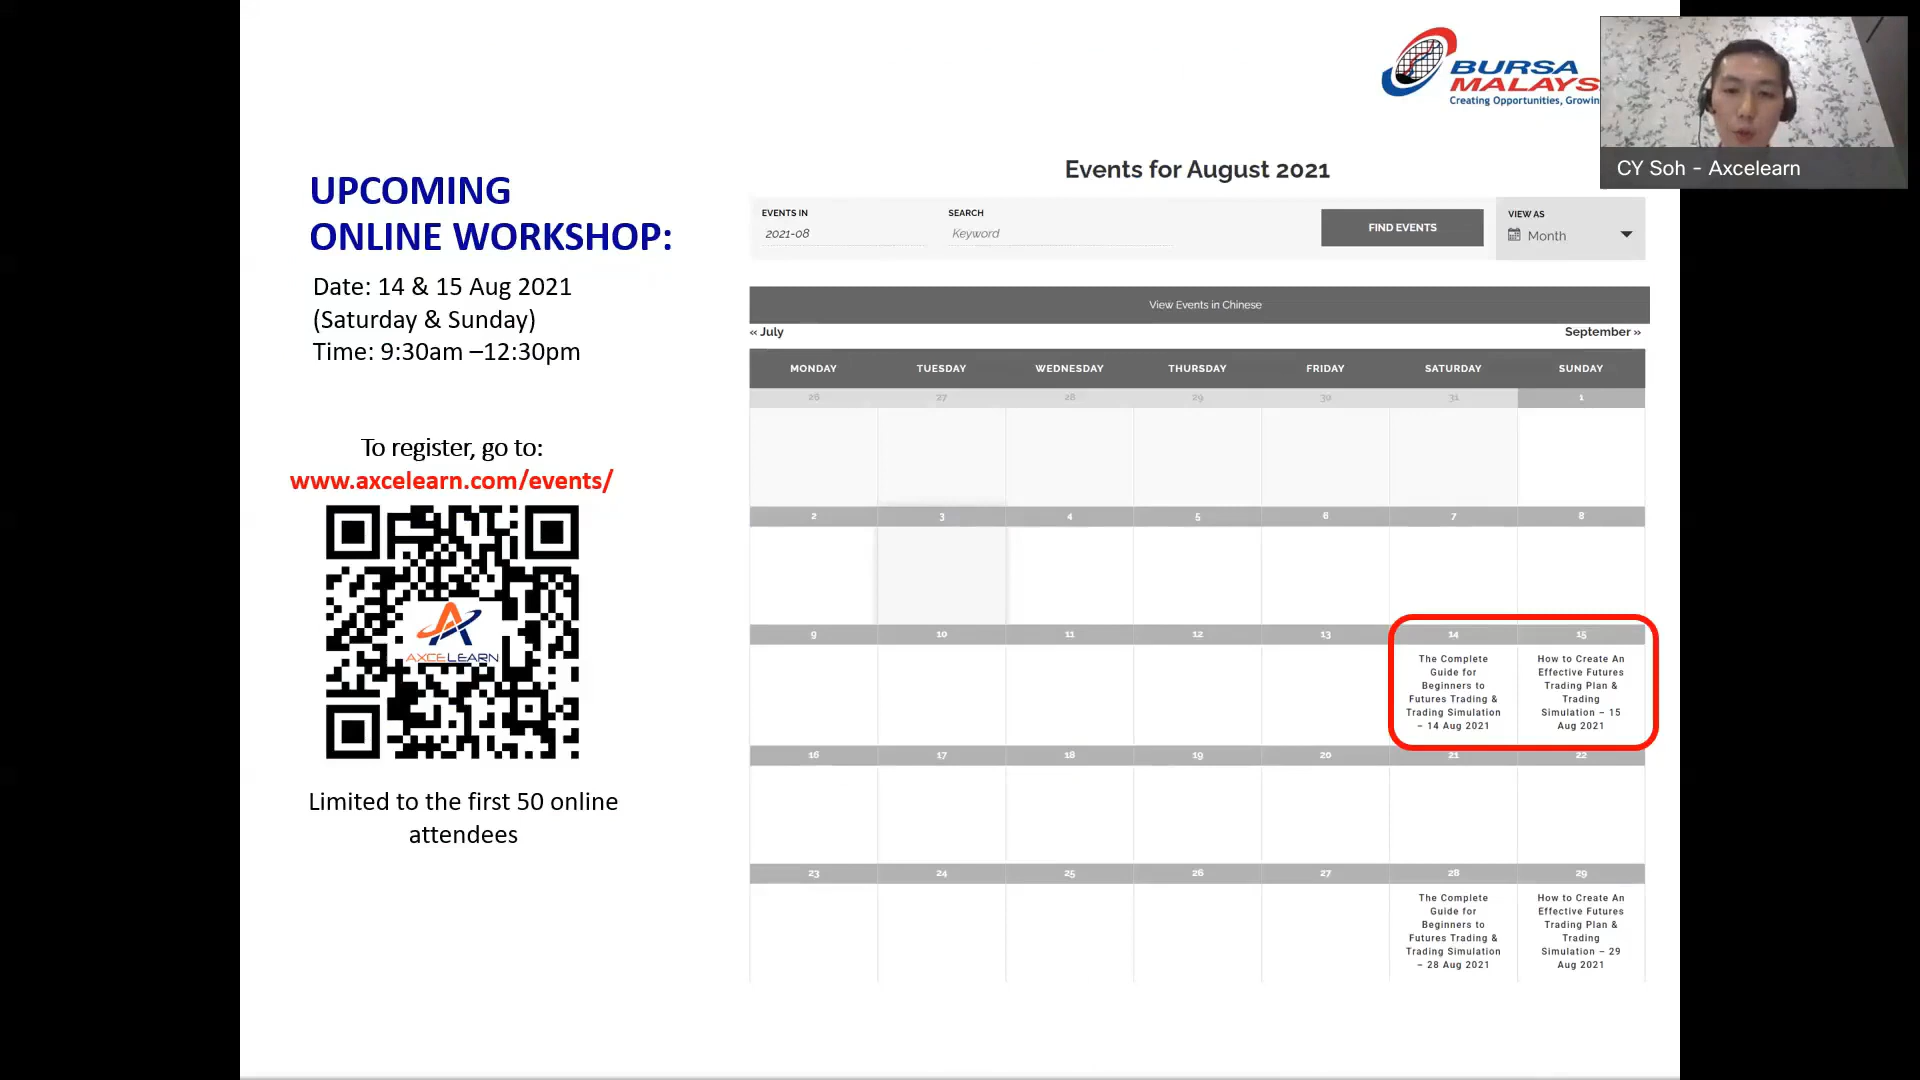 BURSA
MALAYS
Creating Opportunities, Growin
CY Soh - Axcelearn
UPCOMING
ONLINE WORKSHOP:
Date: 14 & 15 Aug 2021
(Saturday & Sunday)
Time: 9:30am –12:30pm
To register, go to:
www.axcelearn.com/events/
AXCELEARN
Limited to the first 50 online
attendees
Events for August 2021
EVENTS IN
2021-08
SEARCH
Keyword
FIND EVENTS
VIEW AS
Month
View Events in Chinese
« July
September »
MONDAY TUESDAY WEDNESDAY THURSDAY FRIDAY SATURDAY SUNDAY
26 27 28 29 30 31 1
2 3 4 5 6 7 8
9 10 11 12 13 14 15
The Complete
Guide for
Beginners to
Futures Trading &
Trading Simulation
– 14 Aug 2021
How to Create An
Effective Futures
Trading Plan &
Trading
Simulation – 15
Aug 2021
16 17 18 19 20 21 22
23 24 25 26 27 28 29
The Complete
Guide for
Beginners to
Futures Trading &
Trading Simulation
– 28 Aug 2021
How to Create An
Effective Futures
Trading Plan &
Trading
Simulation – 29
Aug 2021